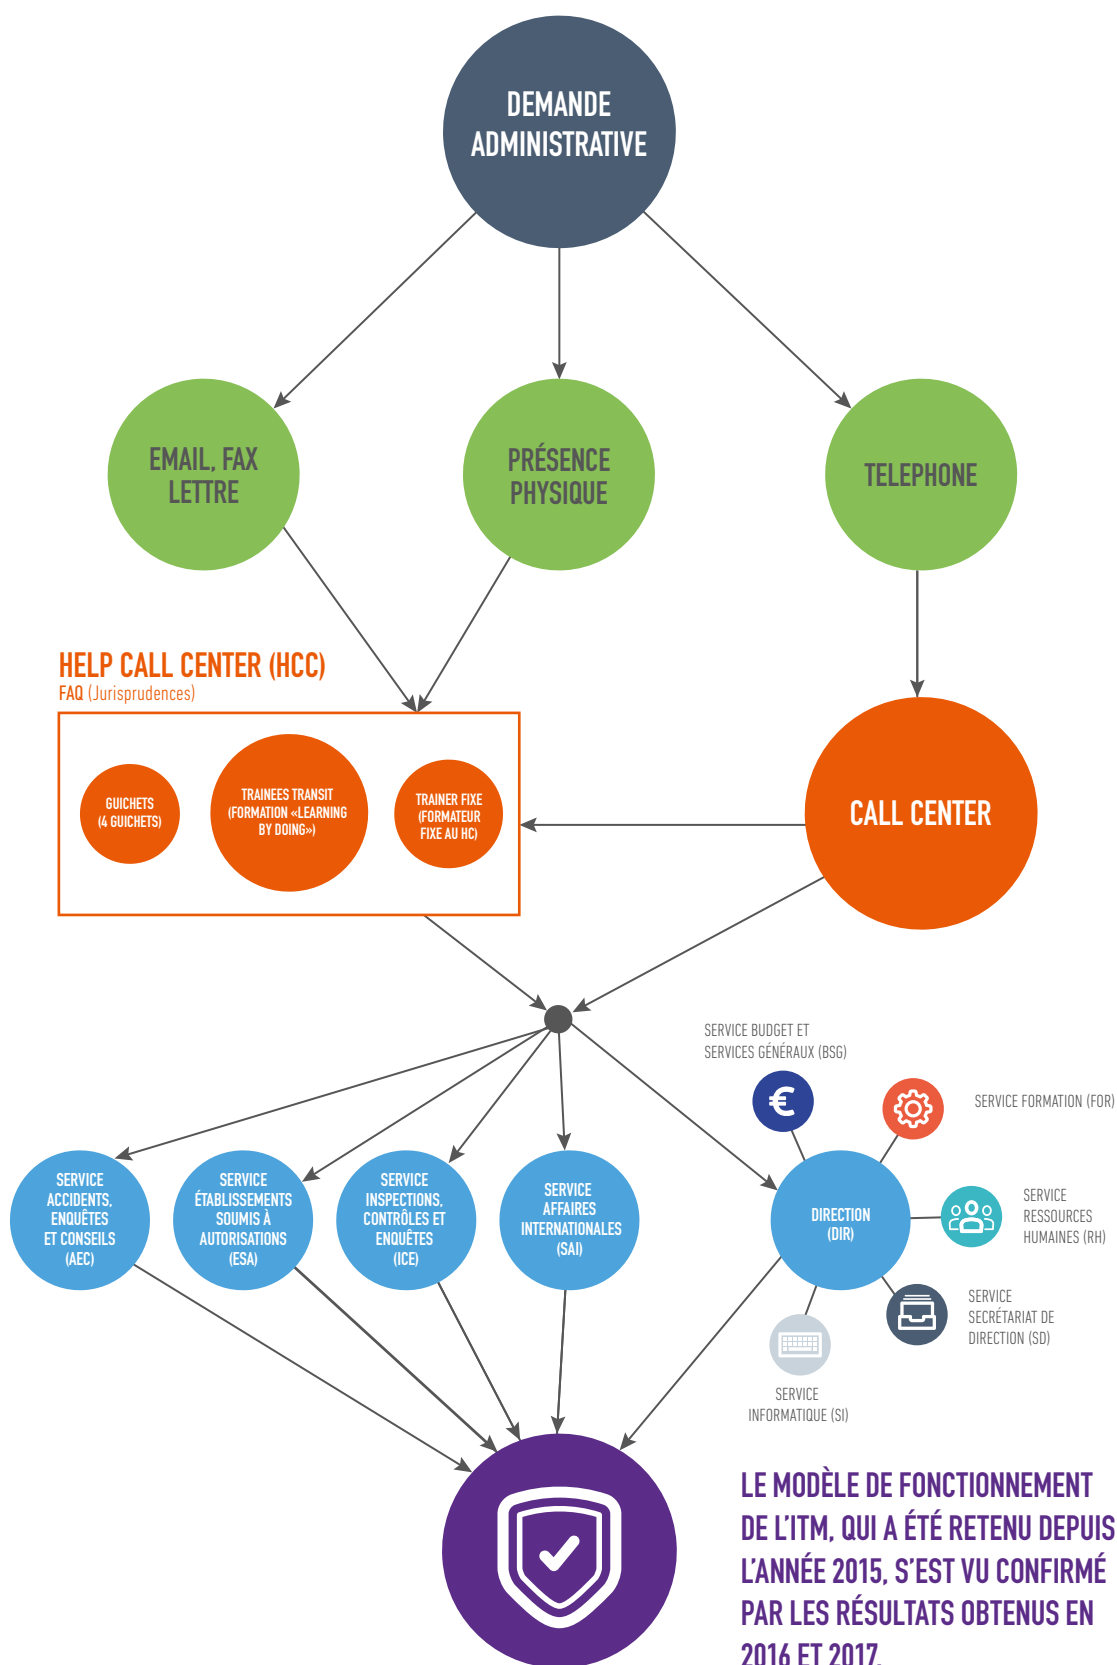 DEMANDE
ADMINISTRATIVE
EMAIL, FAX
LETTRE
PRÉSENCE
PHYSIQUE
TELEPHONE
HELP CALL CENTER (HCC)
FAQ (Jurisprudences)
GUICHETS
(4 GUICHETS)
TRAINEES TRANSIT
(FORMATION «LEARNING
BY DOING»)
TRAINER FIXE
(FORMATEUR
FIXE AU HC)
CALL CENTER
SERVICE BUDGET ET
SERVICES GÉNÉRAUX (BSG)
€
SERVICE FORMATION (FOR)
SERVICE
ACCIDENTS,
ENQUÊTES
ET CONSEILS
(AEC)
SERVICE
ÉTABLISSEMENTS
SOUMIS À
AUTORISATIONS
(ESA)
SERVICE
INSPECTIONS,
CONTRÔLES ET
ENQUÊTES
(ICE)
SERVICE
AFFAIRES
INTERNATIONALES
(SAI)
DIRECTION
(DIR)
SERVICE
RESSOURCES
HUMAINES (RH)
SERVICE
SECRÉTARIAT DE
DIRECTION (SD)
SERVICE
INFORMATIQUE (SI)
LE MODÈLE DE FONCTIONNEMENT
DE L'ITM, QUI A ÉTÉ RETENU DEPUIS
L'ANNÉE 2015, S'EST VU CONFIRMÉ
PAR LES RÉSULTATS OBTENUS EN
2016 ET 2017.